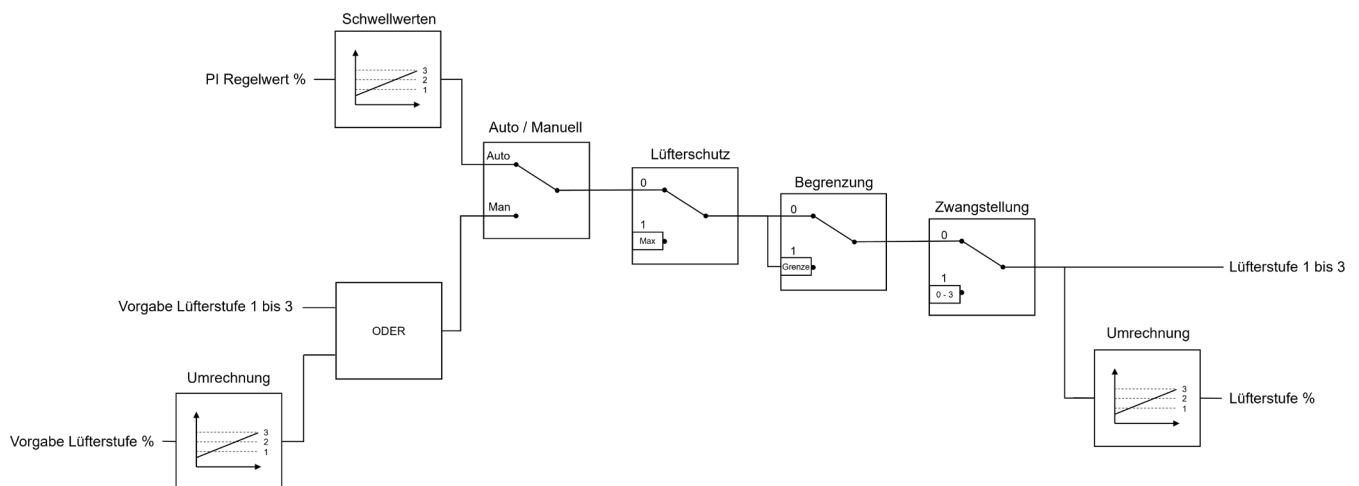 Schwellwerten
PI Regelwert %
3
2
1
Auto / Manuell
Auto
Man
Lüfterschutz
0
1
Max
Begrenzung
0
1
Grenze
Zwangstellung
0
1
0 - 3
Lüfterstufe 1 bis 3
Vorgabe Lüfterstufe 1 bis 3
ODER
Umrechnung
3
2
1
Lüfterstufe %
Umrechnung
3
2
1
Vorgabe Lüfterstufe %